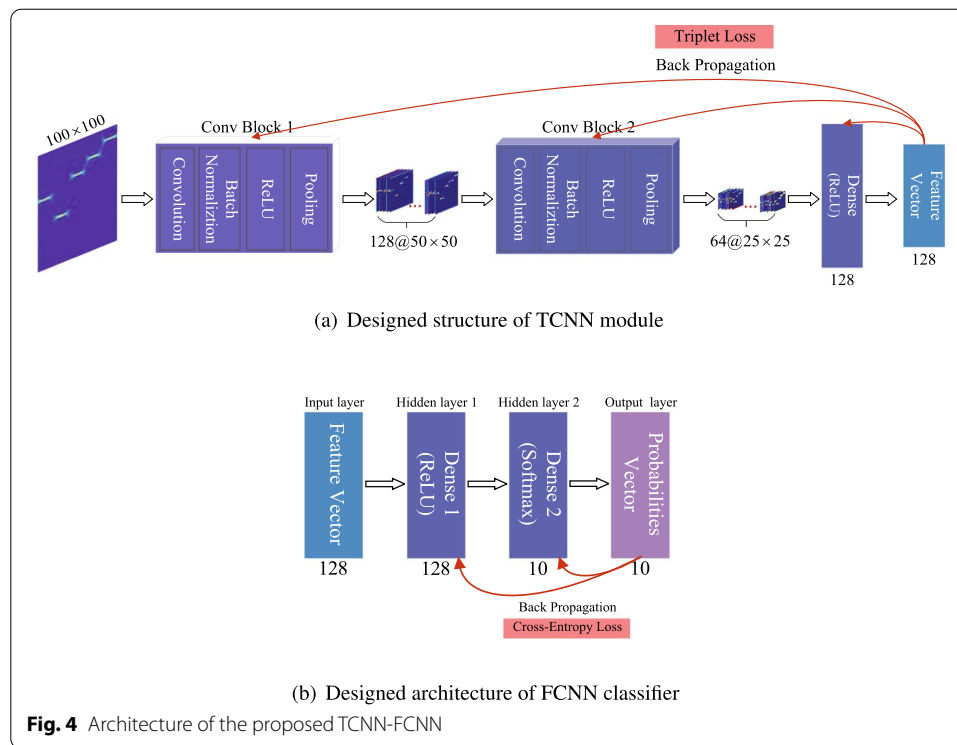 Triplet Loss
Back Propagation
100×100
Conv Block 1
Convolution
Batch
Normaliztion
ReLU
Pooling
128@50×50
Conv Block 2
Convolution
Batch
Normaliztion
ReLU
Pooling
64@25×25
Dense
(ReLU)
128
Feature
Vector
128
(a) Designed structure of TCNN module
Input layer
Feature Vector
128
Hidden layer 1
Dense 1
(ReLU)
128
Hidden layer 2
Dense 2
(Softmax)
10
Output layer
Probabilities
Vector
10
Back Propagation
Cross-Entropy Loss
(b) Designed architecture of FCNN classifier
Fig. 4 Architecture of the proposed TCNN-FCNN